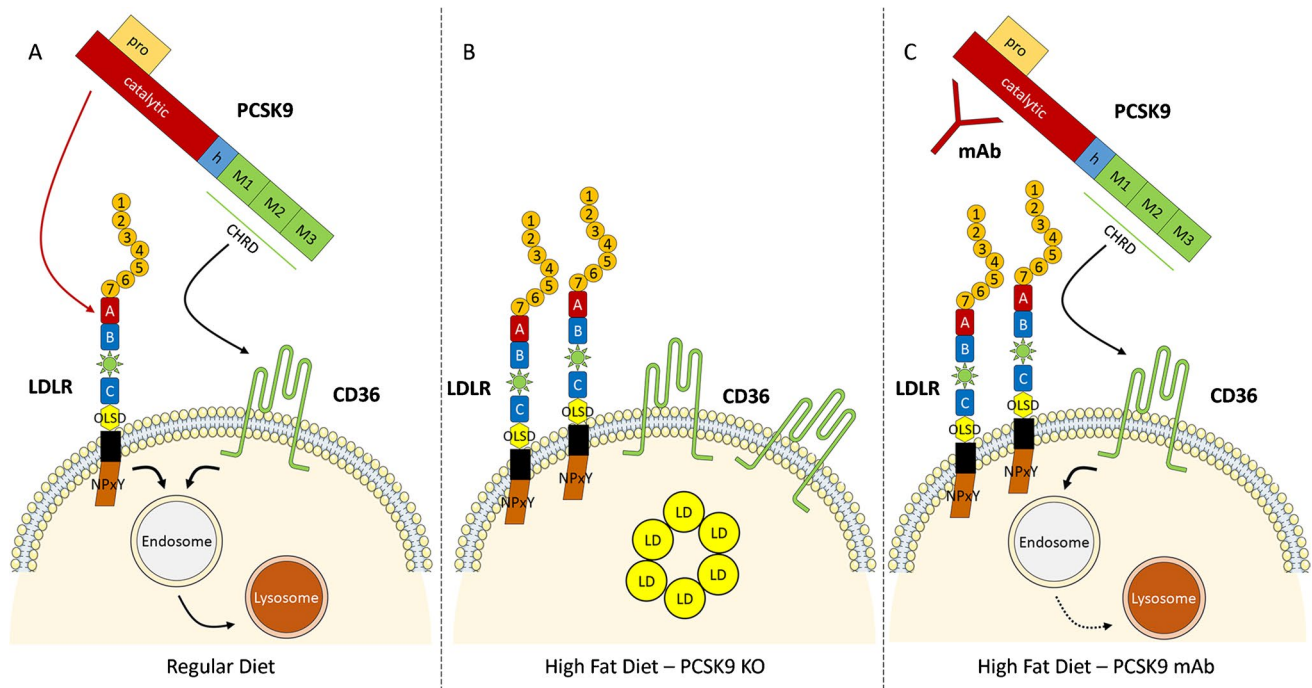 A
pro
catalytic
PCSK9
h
M1
M2
M3
CHRD
1
2
3
4
5
6
7
A
B
C
OLSD
NPxY
LDLR
CD36
Endosome
Lysosome
Regular Diet
B
1
2
3
4
5
6
7
A
B
C
OLSD
NPxY
1
2
3
4
5
6
7
A
B
C
OLSD
NPxY
LDLR
CD36
LD
LD
LD
LD
LD
LD
High Fat Diet – PCSK9 KO
C
pro
catalytic
PCSK9
mAb
h
M1
M2
M3
CHRD
1
2
3
4
5
6
7
A
B
C
OLSD
NPxY
1
2
3
4
5
6
7
A
B
C
OLSD
NPxY
LDLR
CD36
Endosome
Lysosome
High Fat Diet – PCSK9 mAb